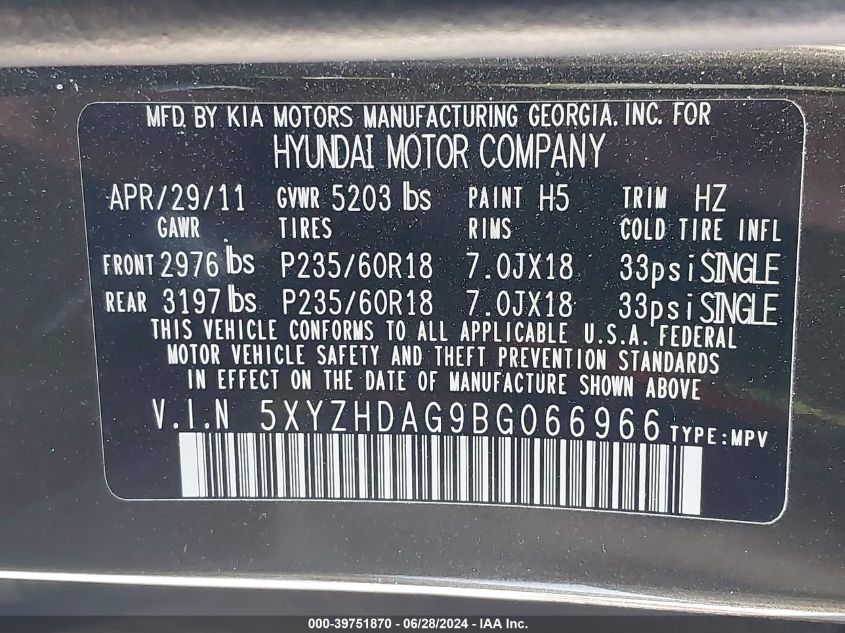 MFD. BY KIA MOTORS MANUFACTURING GEORGIA. INC. FOR
HYUNDAI MOTOR COMPANY
APR/29/11 GVWR 5203 lbs PAINT H5 TRIM HZ
GAWR TIRES RIMS COLD TIRE INFL
FRONT 2976 lbs P235/60R18 7.0JX18 33psi SINGLE
REAR 3197 lbs P235/60R18 7.0JX18 33psi SINGLE
THIS VEHICLE CONFORMS TO ALL APPLICABLE U.S.A. FEDERAL
MOTOR VEHICLE SAFETY AND THEFT PREVENTION STANDARDS
IN EFFECT ON THE DATE OF MANUFACTURE SHOWN ABOVE
V.I.N 5XYZHDAG9BG066966 TYPE:MPV
000-39751870 - 06/28/2024 - IAA Inc.